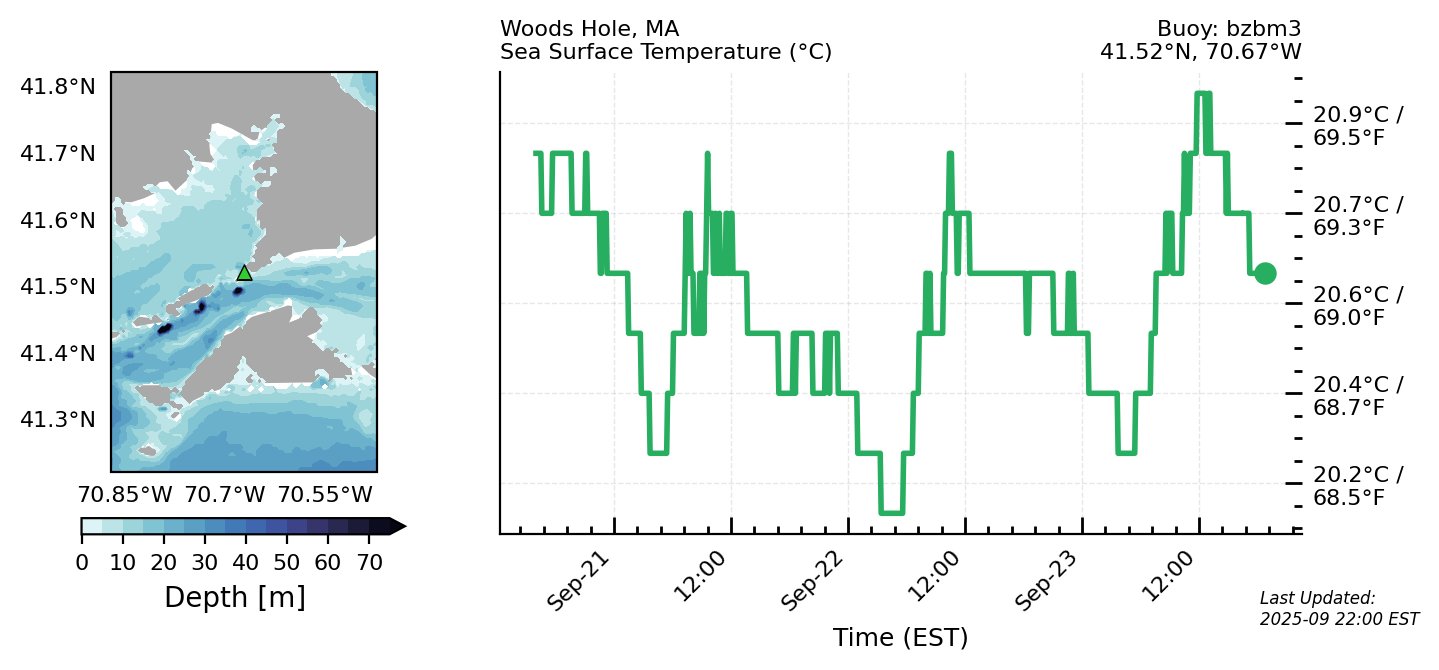 Woods Hole, MA
Sea Surface Temperature (°C)
Buoy: bzbm3
41.52°N, 70.67°W
41.8°N
41.7°N
41.6°N
41.5°N
41.4°N
41.3°N
70.85°W 70.7°W 70.55°W
0 10 20 30 40 50 60 70
Depth [m]
20.9°C /
69.5°F
20.7°C /
69.3°F
20.6°C /
69.0°F
20.4°C /
68.7°F
20.2°C /
68.5°F
Sep-21 12:00 Sep-22 12:00 Sep-23 12:00
Time (EST)
Last Updated:
2025-09 22:00 EST